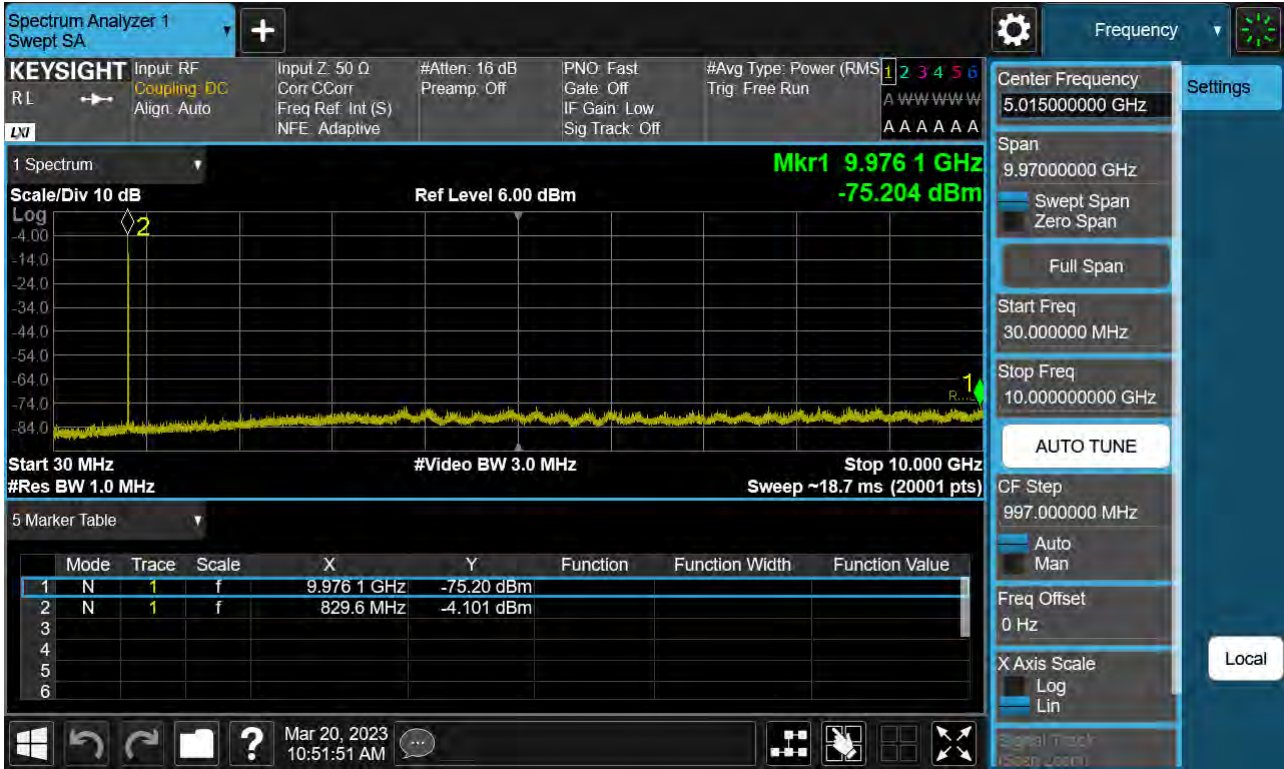 Spectrum Analyzer 1
Swept SA
Frequency
KEYSIGHT
RL
LXI
Input: RF
Coupling: DC
Align: Auto
Input Z: 50 Ω
Corr CCorr
Freq Ref: Int (S)
NFE: Adaptive
#Atten: 16 dB
Preamp: Off
PNO: Fast
Gate: Off
IF Gain: Low
Sig Track: Off
#Avg Type: Power (RMS
Trig: Free Run
1 2 3 4 5 6
A W W W W W
A A A A A A
1 Spectrum
Mkr1 9.976 1 GHz
-75.204 dBm
Scale/Div 10 dB
Ref Level 6.00 dBm
Log
-4.00
-14.0
-24.0
-34.0
-44.0
-54.0
-64.0
-74.0
-84.0
2
1
Start 30 MHz
#Video BW 3.0 MHz
Stop 10.000 GHz
#Res BW 1.0 MHz
Sweep ~18.7 ms (20001 pts)
5 Marker Table
Mode Trace Scale X Y Function Function Width Function Value
1 N 1 f 9.976 1 GHz -75.20 dBm
2 N 1 f 829.6 MHz -4.101 dBm
3
4
5
6
Mar 20, 2023
10:51:51 AM
Center Frequency
5.015000000 GHz
Span
9.97000000 GHz
Swept Span
Zero Span
Full Span
Start Freq
30.000000 MHz
Stop Freq
10.000000000 GHz
AUTO TUNE
CF Step
997.000000 MHz
Auto
Man
Freq Offset
0 Hz
X Axis Scale
Log
Lin
Signal Track
(Span Zoom)
Settings
Local